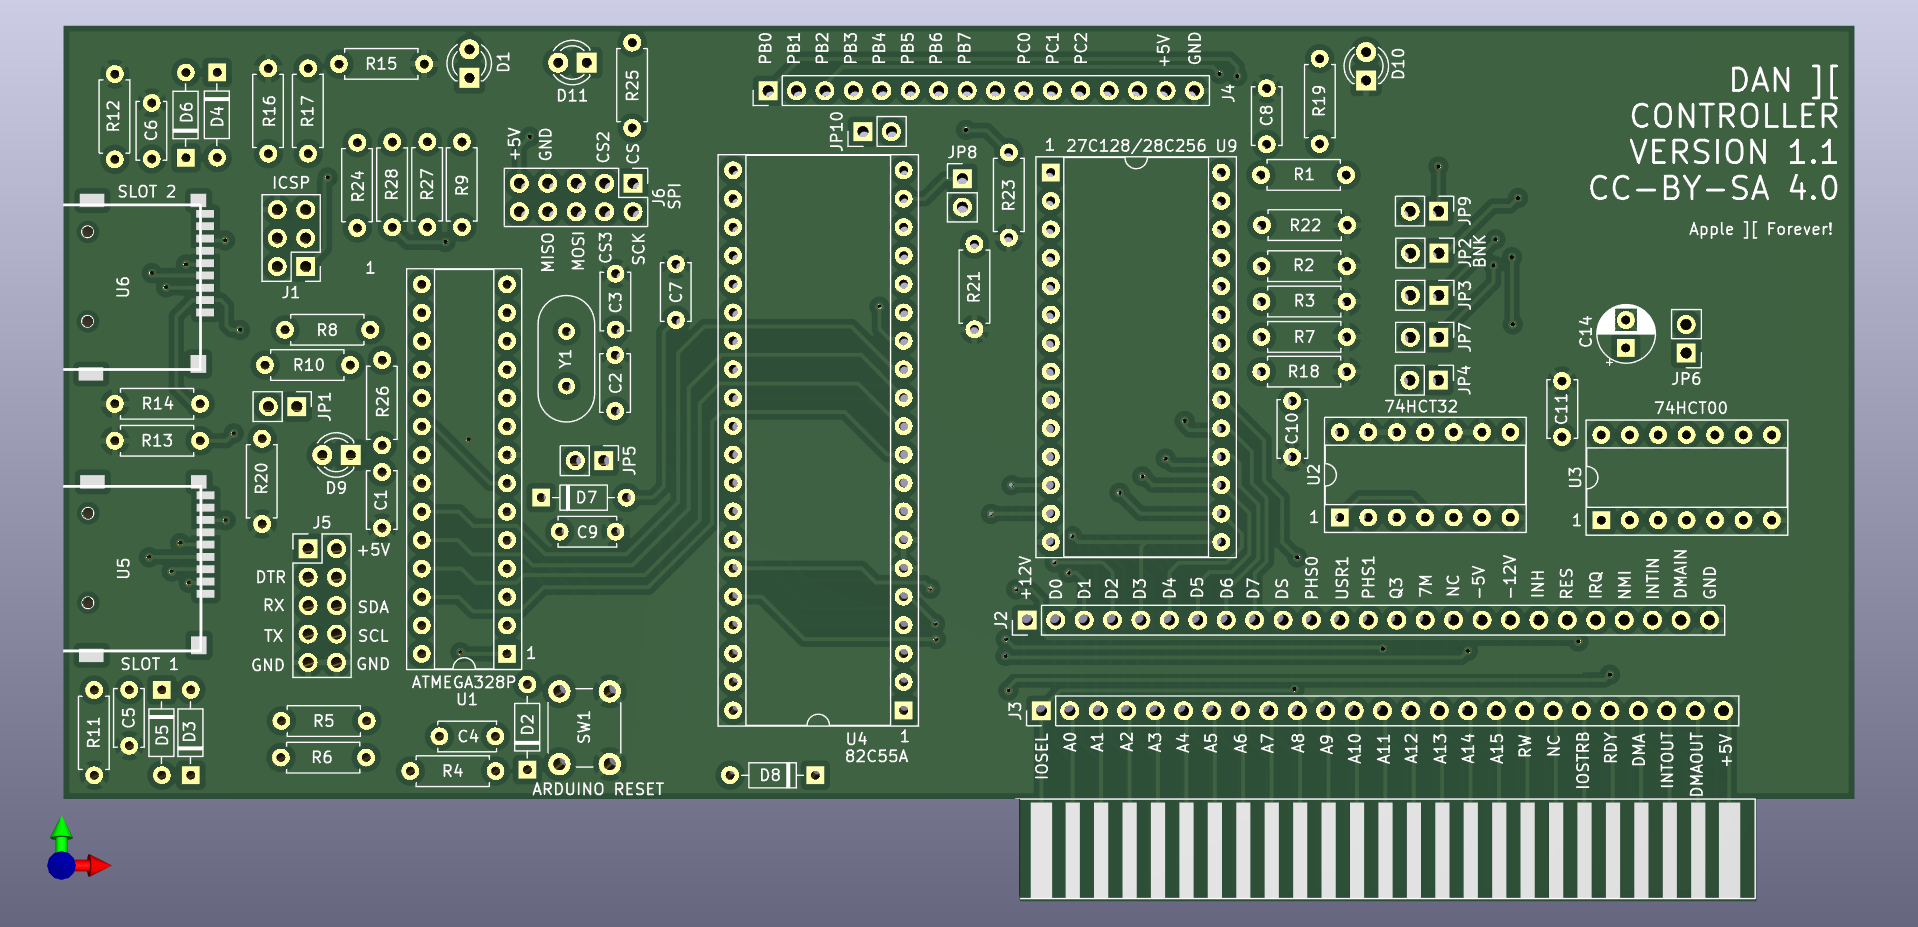 DAN ][
CONTROLLER
VERSION 1.1
CC-BY-SA 4.0
Apple ][ Forever!
PB0 PB1 PB2 PB3 PB4 PB5 PB6 PB7 PC0 PC1 PC2 +5V GND
J4
R15 D1 D11 R25
R12 C6 D6 D4 R16 R17
C8 R19 D10
JP10
+5V GND CS2 CS
J6
SPI
MISO MOSI CS3 SCK
JP8
R23
R21
1 27C128/28C256 U9
R1
R22
R2
R3
R7
R18
JP9
JP2
BNK
JP3
JP7
JP4
SLOT 2
ICSP
R24 R28 R27 R9
U6
J1
1
R8
R10
R26
C3
C7
Y1
C2
C14
+
JP6
R14
R13
JP1
74HCT32
74HCT00
C10
C11
U2
1
U3
1
R20
D9
C1
JP5
D7
C9
J5
+5V
DTR
RX SDA
TX SCL
GND GND
U5
SLOT 1
1
ATMEGA328P
U1
J2
+12V D0 D1 D2 D3 D4 D5 D6 D7 DS PHS0 USR1 PHS1 Q3 7M NC -5V -12V INH RES IRQ NMI INTIN DMAIN GND
R11 C5 D5 D3
R5
R6
C4
R4
D2
SW1
ARDUINO RESET
D8
1
U4
82C55A
J3
IOSEL A0 A1 A2 A3 A4 A5 A6 A7 A8 A9 A10 A11 A12 A13 A14 A15 RW NC IOSTRB RDY DMA INTOUT DMAOUT +5V